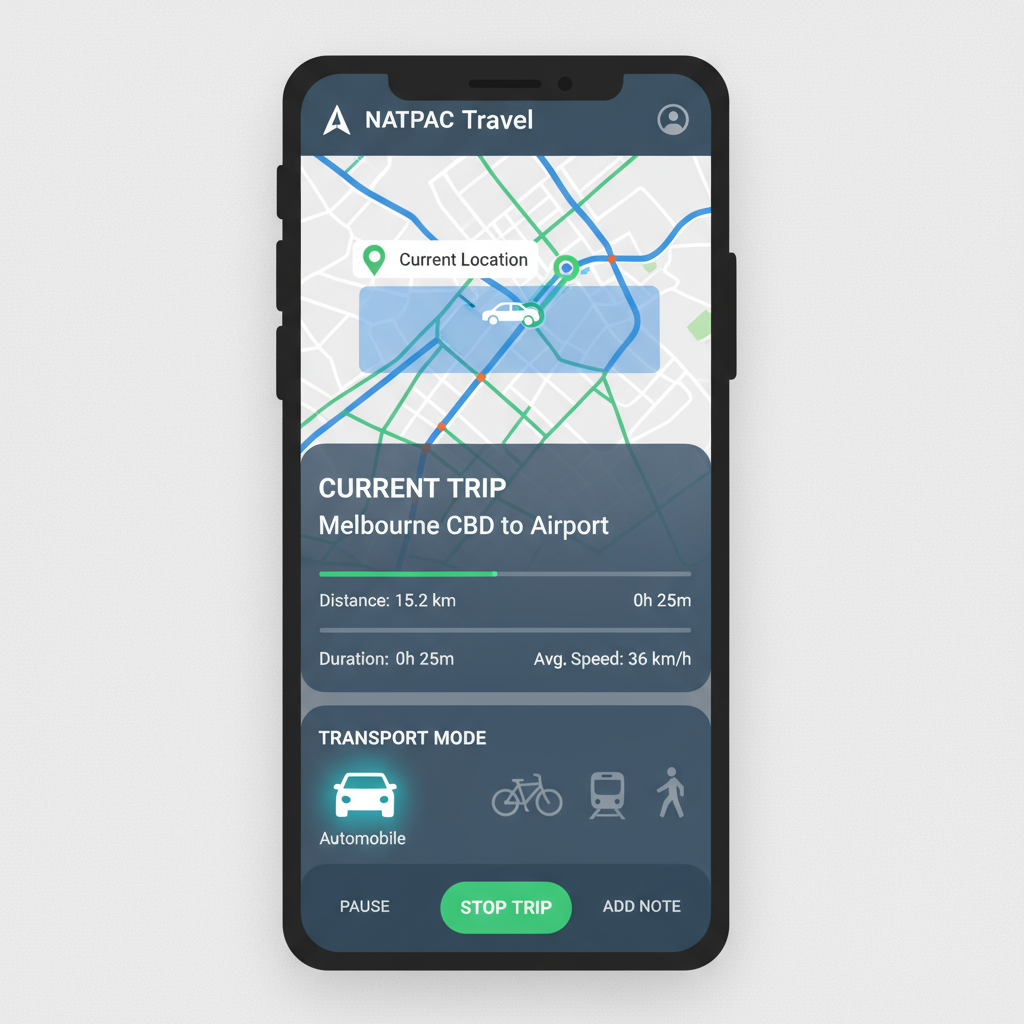 NATPAC Travel
Current Location
CURRENT TRIP
Melbourne CBD to Airport
Distance: 15.2 km
0h 25m
Duration: 0h 25m
Avg. Speed: 36 km/h
TRANSPORT MODE
Automobile
PAUSE
STOP TRIP
ADD NOTE